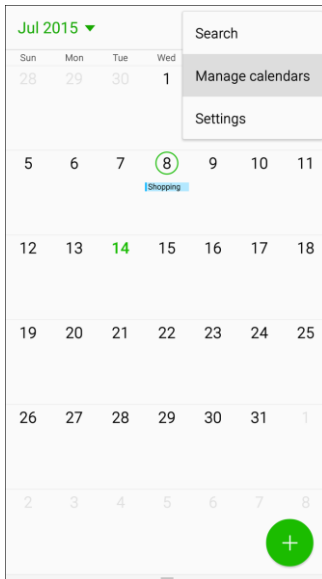 Jul 2015
Search
Sun Mon Tue Wed
28 29 30 1
Manage calendars
Settings
5 6 7 8 9 10 11
Shopping
12 13 14 15 16 17 18
19 20 21 22 23 24 25
26 27 28 29 30 31 1
2 3 4 5 6 7 8
+